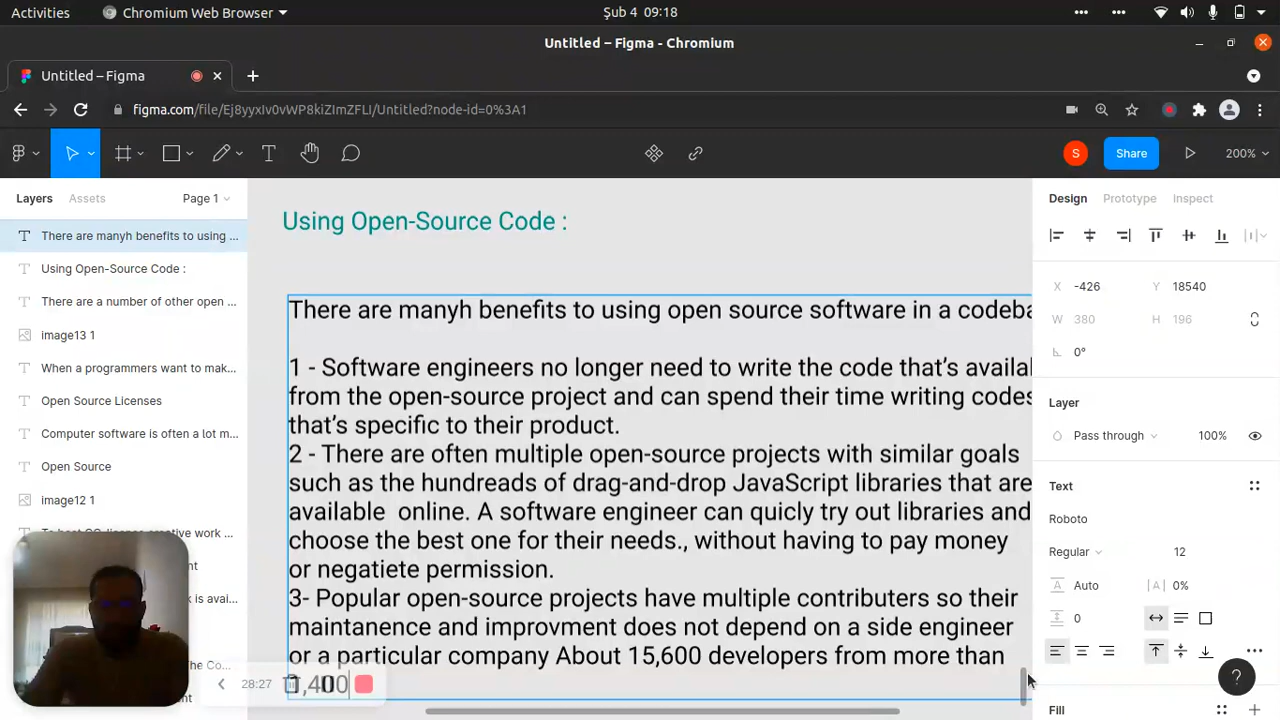 Activities
Chromium Web Browser
Şub 4 09:18
Untitled – Figma - Chromium
Untitled – Figma
figma.com/file/Ej8yyxIv0vWP8kiZImZFLI/Untitled?node-id=0%3A1
S
Share
200%
Layers
Assets
Page 1
There are manyh benefits to using ...
Using Open-Source Code :
There are a number of other open ...
image13 1
When a programmers want to mak...
Open Source Licenses
Computer software is often a lot m...
Open Source
image12 1
work ...
nt
k is avai...
The Co...
nt
28:27
Using Open-Source Code :
There are manyh benefits to using open source software in a codeba
1 - Software engineers no longer need to write the code that’s availal
from the open-source project and can spend their time writing codes
that’s specific to their product.
2 - There are often multiple open-source projects with similar goals
such as the hundreads of drag-and-drop JavaScript libraries that are
available  online. A software engineer can quicly try out libraries and
choose the best one for their needs., without having to pay money
or negatiete permission.
3- Popular open-source projects have multiple contributers so their
maintanence and improvment does not depend on a side engineer
or a particular company About 15,600 developers from more than
1,400
Design
Prototype
Inspect
X -426 Y 18540
W 380 H 196
0°
Layer
Pass through 100%
Text
Roboto
Regular 12
A Auto |A| 0%
0
Fill
?